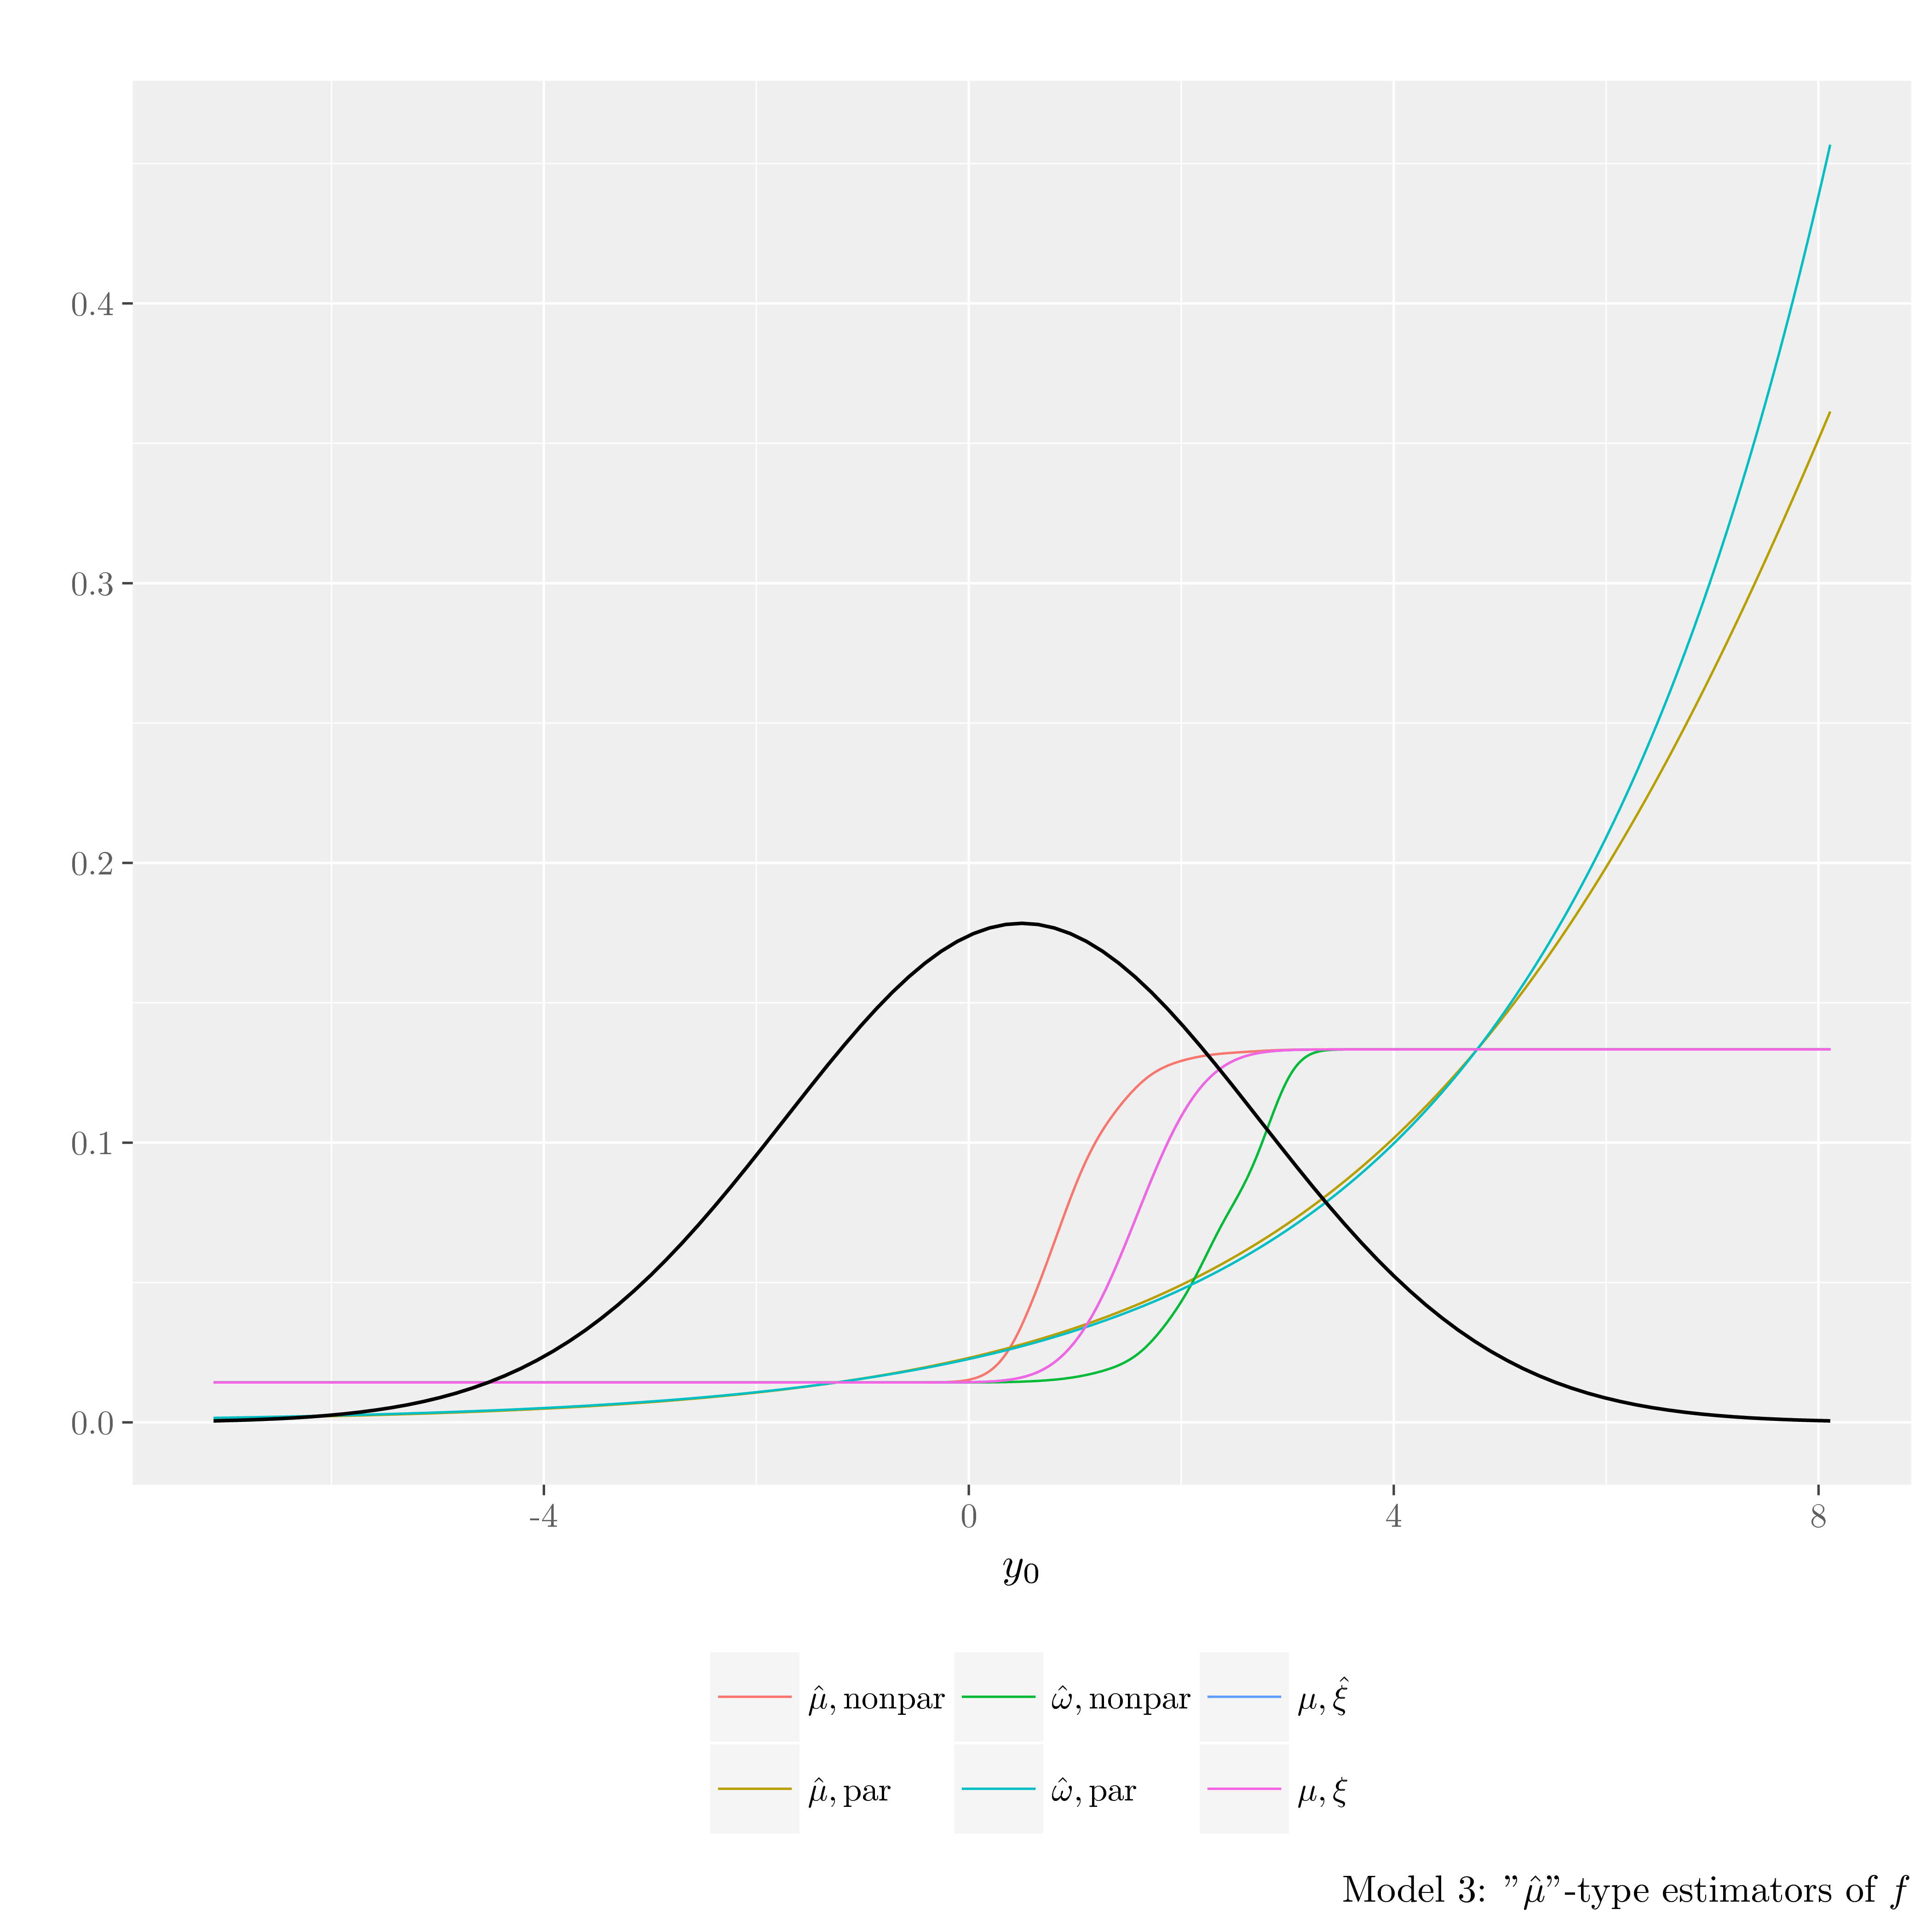 0.4
0.3
0.2
0.1
0.0
-4 0 4 8
y₀
μ̂, nonpar ω̂, nonpar μ, ξ̂
μ̂, par ω̂, par μ, ξ
Model 3: ”μ̂”-type estimators of f